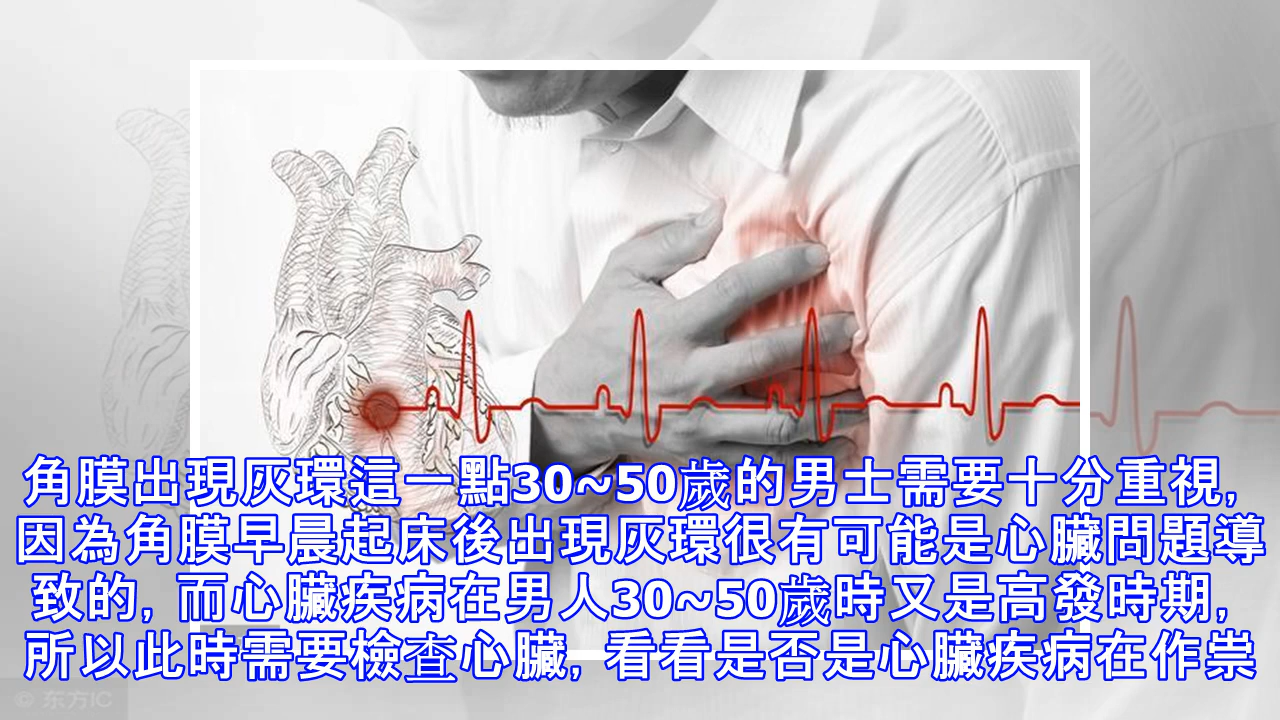 角膜出現灰環這一點30~50歲的男士需要十分重視,
因為角膜早晨起床後出現灰環很有可能是心臟問題導
致的, 而心臟疾病在男人30~50歲時又是高發時期,
所以此時需要檢查心臟, 看看是否是心臟疾病在作祟
© 东方IC